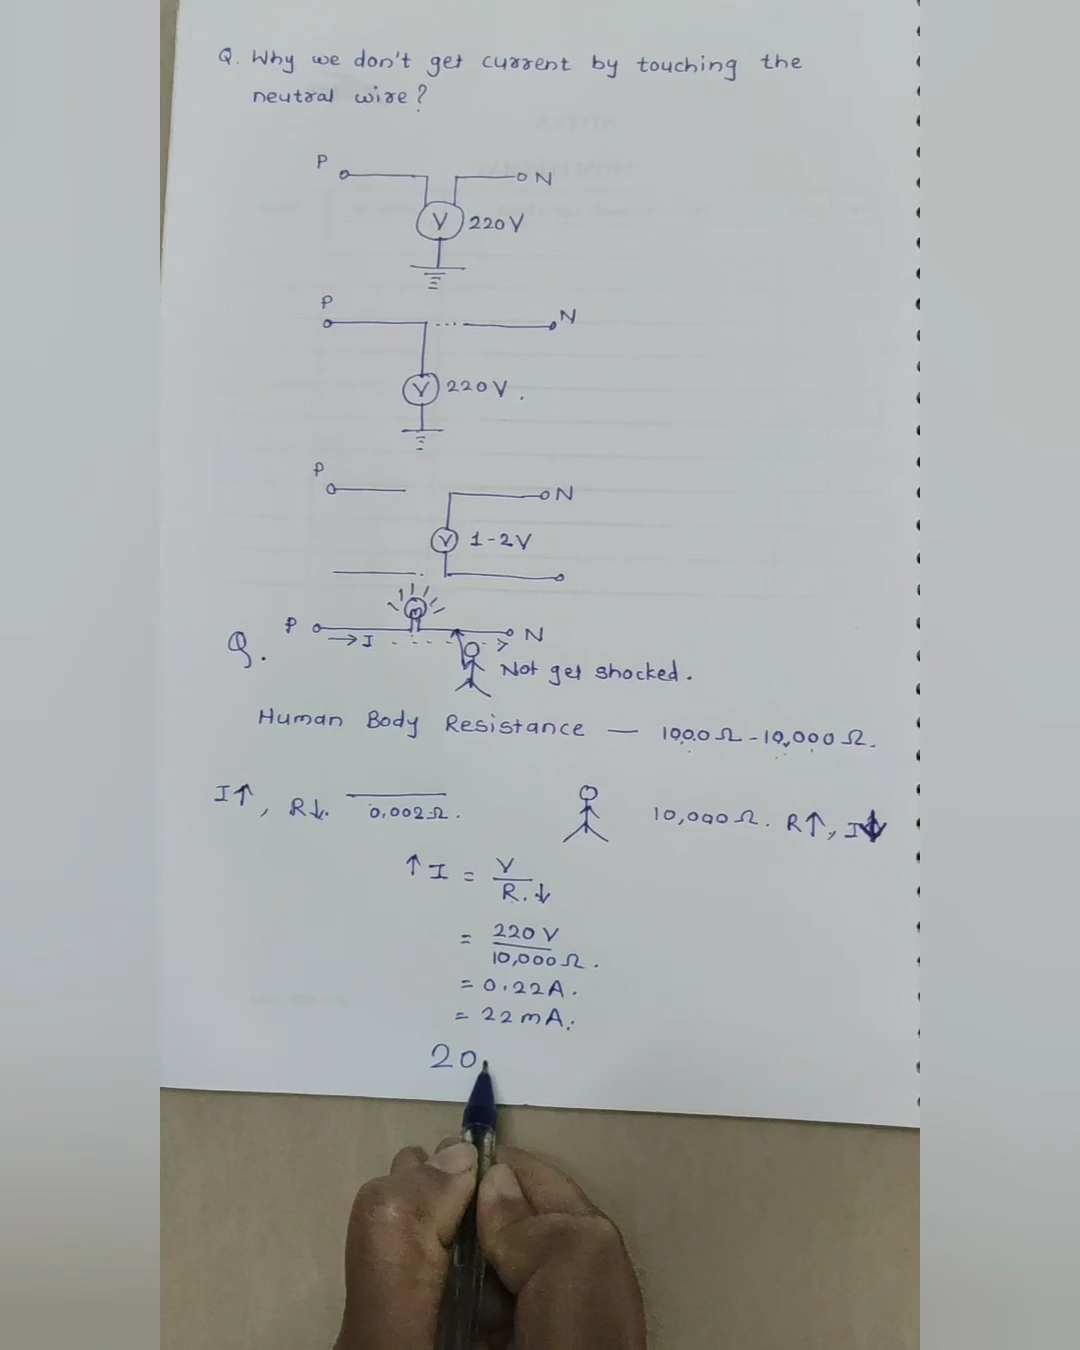 Q. Why we don't get current by touching the
neutral wire?
P
N
V 220V
P
N
V 220V.
P
N
V 1-2V
P
→I
N
Q.
Not get shocked.
Human Body Resistance — 1000Ω - 10,000Ω.
I↑, R↓. 0.002Ω.
10,000Ω. R↑, I↓
↑I = V/R.↓
= 220V/10,000Ω.
= 0.22A.
= 22mA.
20